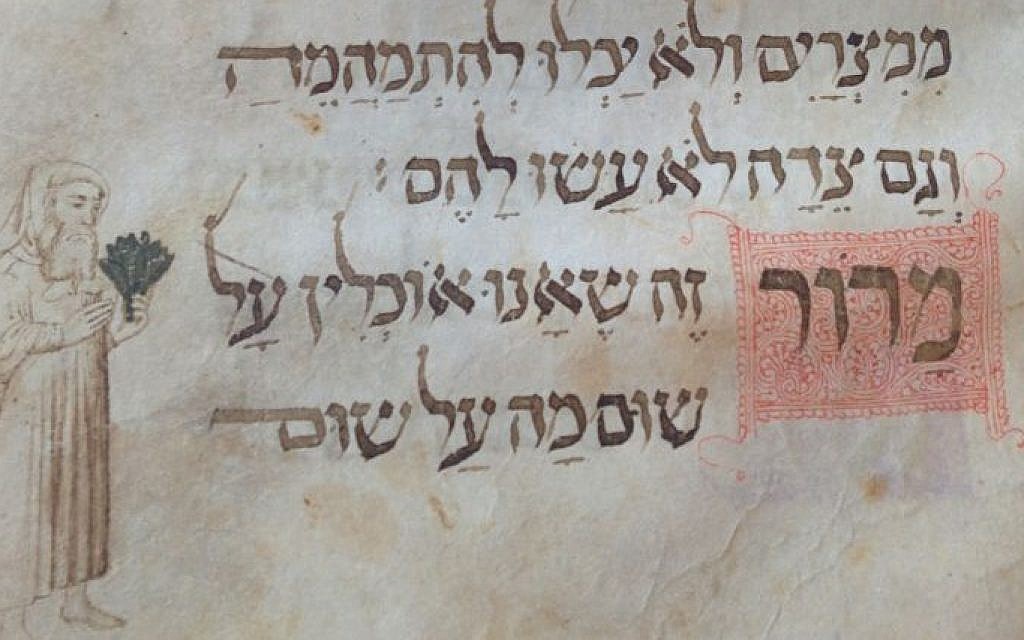 מִמִּצְרַיִם וְלֹא יָכְלוּ לְהִתְמַהְמֵהַּ
וְגַם צֵדָה לֹא עָשׂוּ לָהֶם :
מָרוֹר זֶה שֶׁאָנוּ אוֹכְלִין עַל
שׁוּם מָה עַל שׁוּם